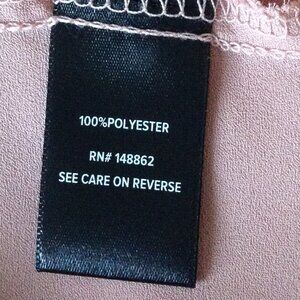 100%POLYESTER
RN# 148862
SEE CARE ON REVERSE